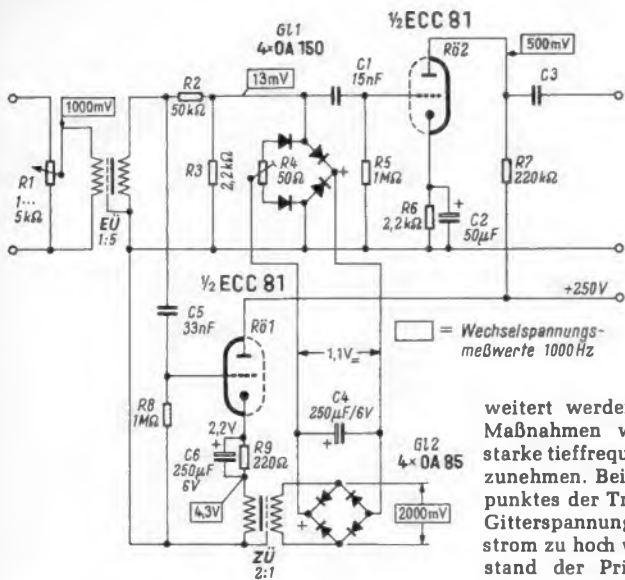 ½ECC 81
Gl1
4×OA 150
Rö2
500mV
R2
50kΩ
13mV
C1
15nF
C3
1000mV
R1
1...
5kΩ
EÜ
1:5
R3
2,2kΩ
R4
50Ω
+
R5
1MΩ
R6
2,2kΩ
+
C2
50µF
R7
220kΩ
½ECC 81
+250V
C5
33nF
Rö1
= Wechselspannungs-
meßwerte 1000Hz
1,1V=
R8
1MΩ
2,2V
C4
250µF/6V
+
C6
250µF
6V
+
R9
220Ω
Gl2
4×OA 85
4,3V
+
2000mV
ZÜ
2:1
weitert werde
Maßnahmen w
starke tieffrequ
zunehmen. Bei
punktes der Tr
Gitterspannung
strom zu hoch w
stand der Pri